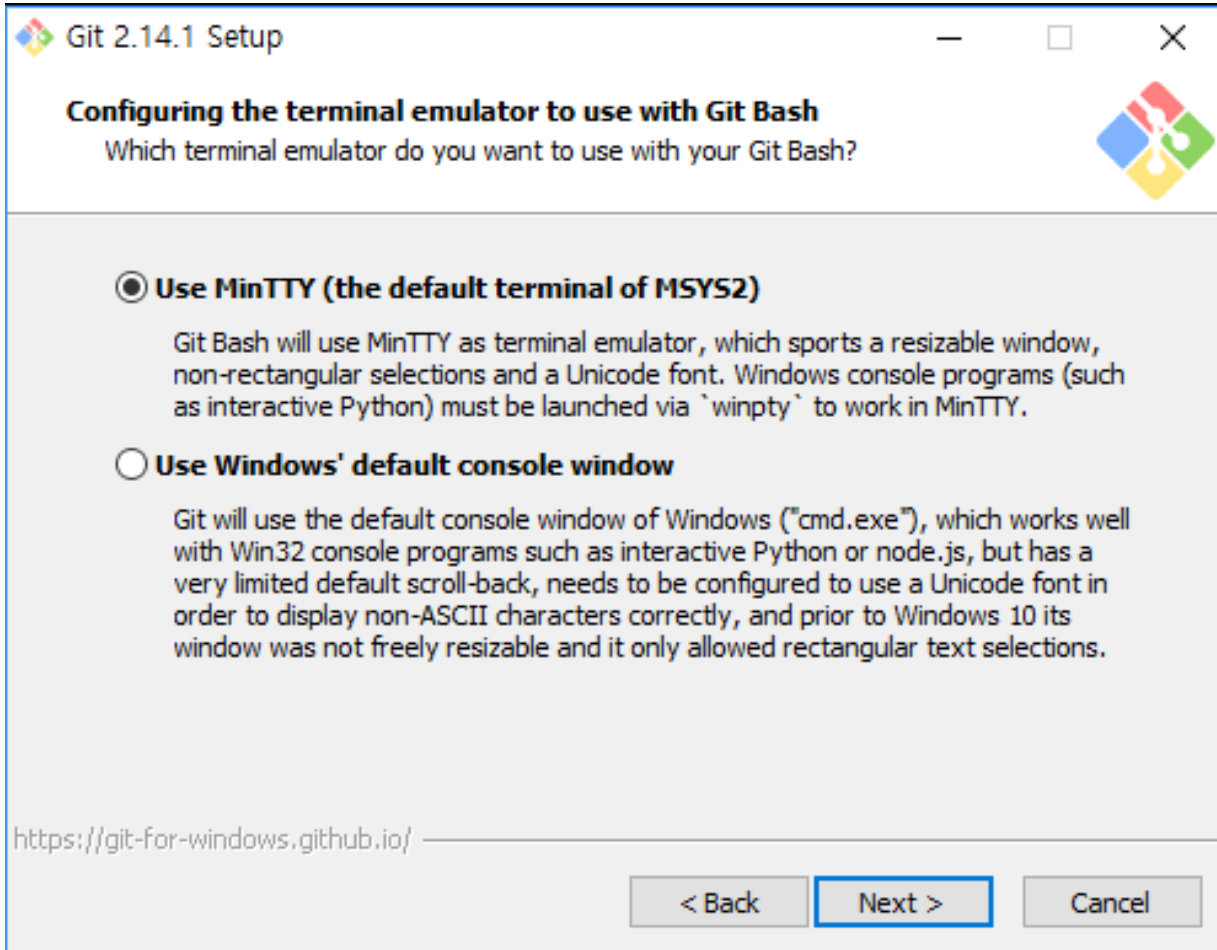 Git 2.14.1 Setup
Configuring the terminal emulator to use with Git Bash
Which terminal emulator do you want to use with your Git Bash?
Use MinTTY (the default terminal of MSYS2)
Git Bash will use MinTTY as terminal emulator, which sports a resizable window,
non-rectangular selections and a Unicode font. Windows console programs (such
as interactive Python) must be launched via `winpty` to work in MinTTY.
Use Windows' default console window
Git will use the default console window of Windows ("cmd.exe"), which works well
with Win32 console programs such as interactive Python or node.js, but has a
very limited default scroll-back, needs to be configured to use a Unicode font in
order to display non-ASCII characters correctly, and prior to Windows 10 its
window was not freely resizable and it only allowed rectangular text selections.
https://git-for-windows.github.io/
< Back Next > Cancel